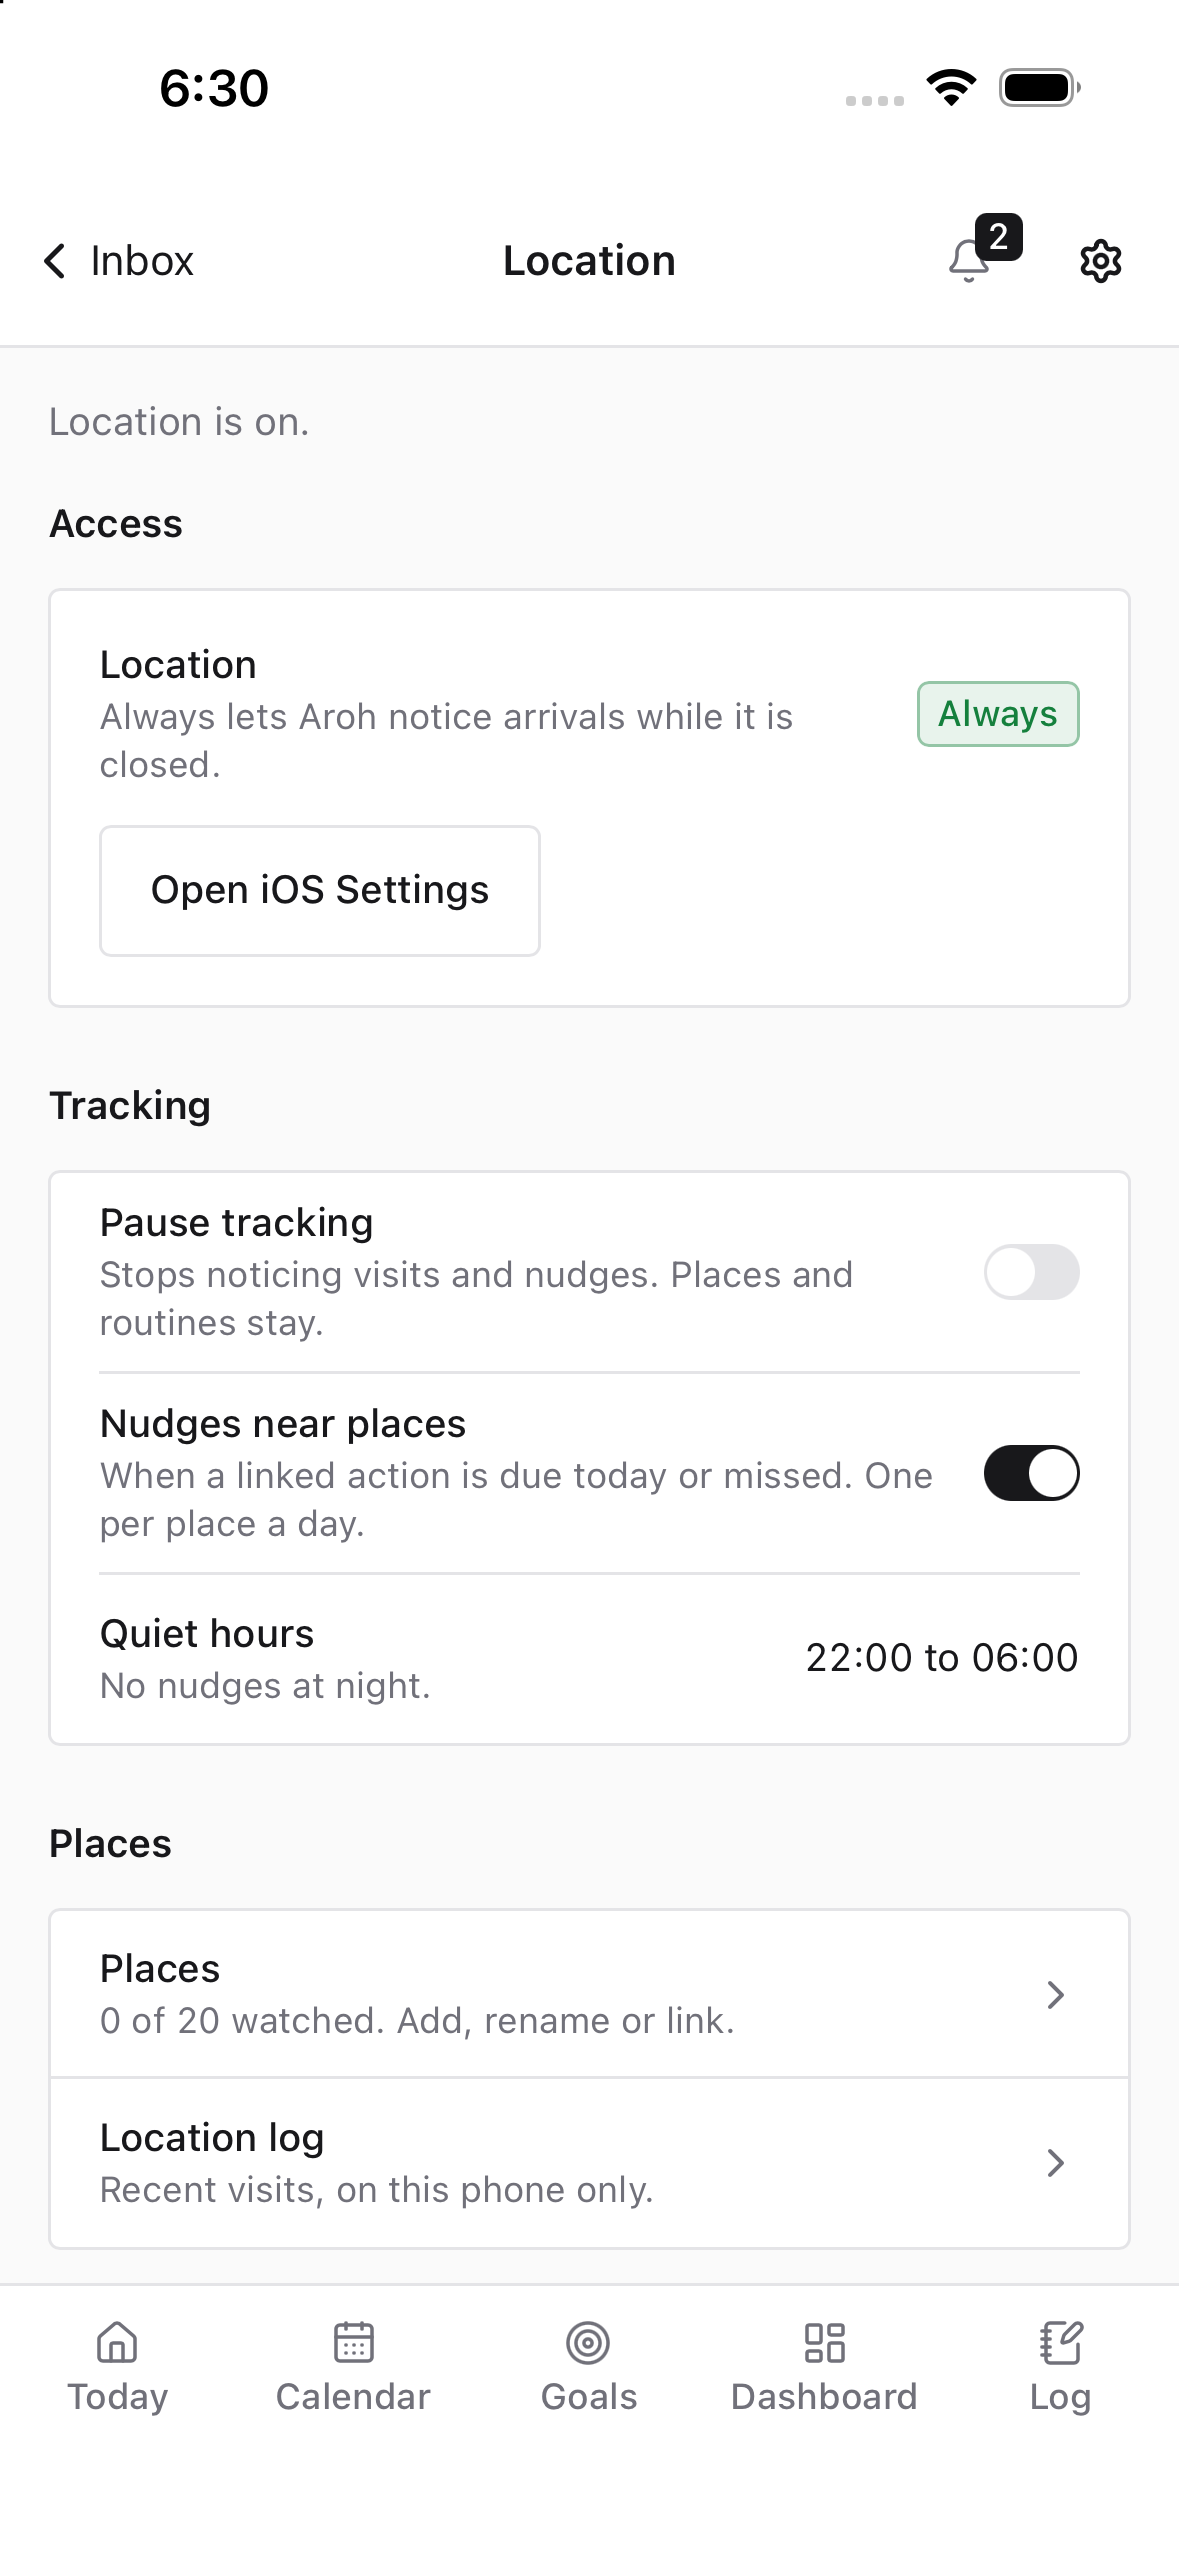 6:30
Inbox
Location
2
Location is on.
Access
Location
Always lets Aroh notice arrivals while it is
closed.
Always
Open iOS Settings
Tracking
Pause tracking
Stops noticing visits and nudges. Places and
routines stay.
Nudges near places
When a linked action is due today or missed. One
per place a day.
Quiet hours
No nudges at night.
22:00 to 06:00
Places
Places
0 of 20 watched. Add, rename or link.
Location log
Recent visits, on this phone only.
Today
Calendar
Goals
Dashboard
Log